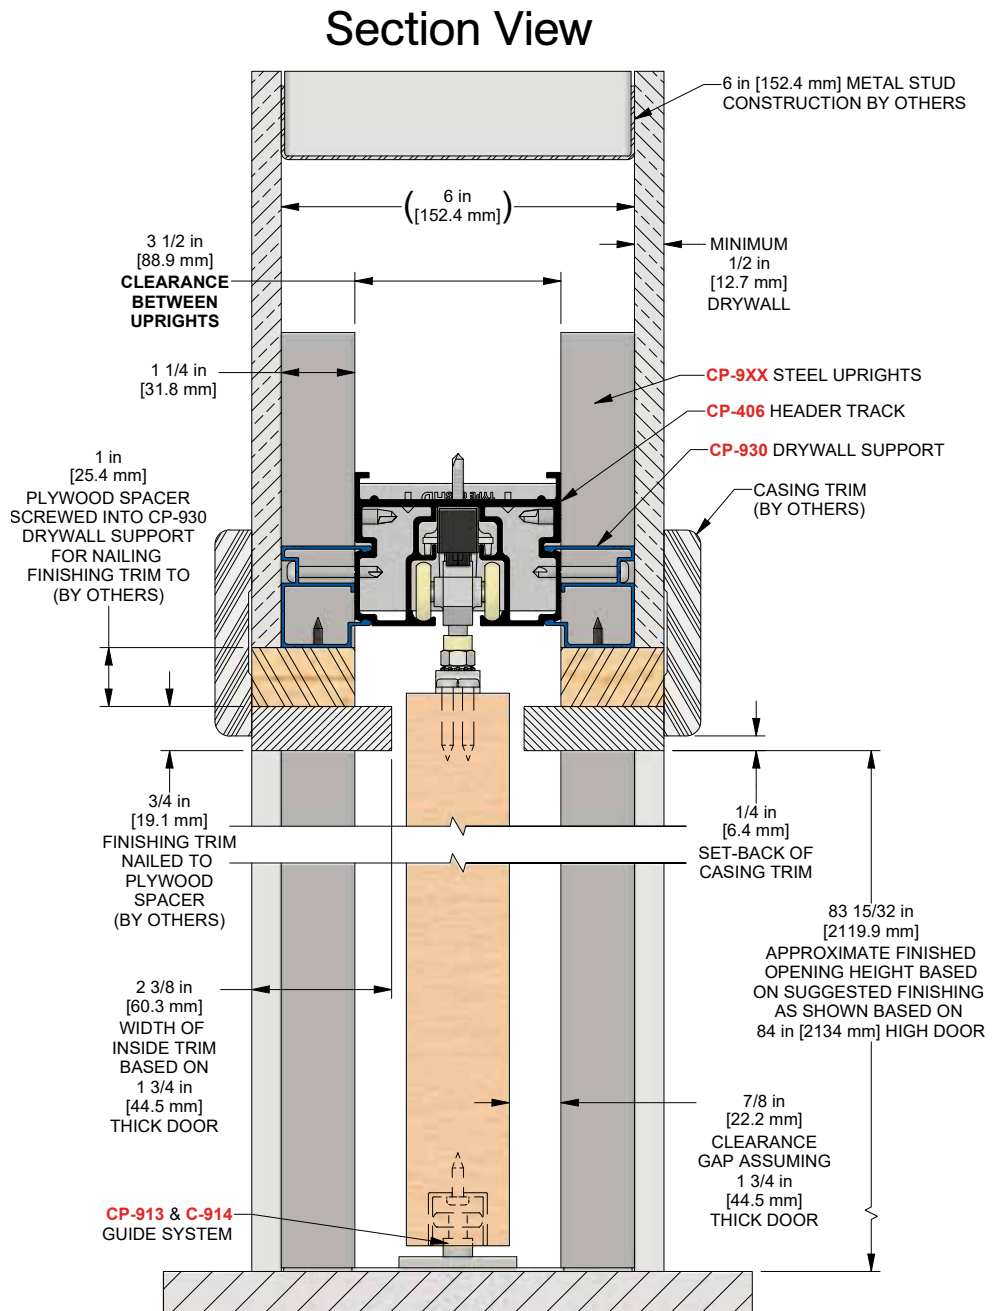 Section View
6 in [152.4 mm] METAL STUD
CONSTRUCTION BY OTHERS
( 6 in
[152.4 mm] )
3 1/2 in
[88.9 mm]
CLEARANCE
BETWEEN
UPRIGHTS
MINIMUM
1/2 in
[12.7 mm]
DRYWALL
1 1/4 in
[31.8 mm]
CP-9XX STEEL UPRIGHTS
CP-406 HEADER TRACK
CP-930 DRYWALL SUPPORT
CASING TRIM
(BY OTHERS)
1 in
[25.4 mm]
PLYWOOD SPACER
SCREWED INTO CP-930
DRYWALL SUPPORT
FOR NAILING
FINISHING TRIM TO
(BY OTHERS)
3/4 in
[19.1 mm]
FINISHING TRIM
NAILED TO
PLYWOOD
SPACER
(BY OTHERS)
1/4 in
[6.4 mm]
SET-BACK OF
CASING TRIM
83 15/32 in
[2119.9 mm]
APPROXIMATE FINISHED
OPENING HEIGHT BASED
ON SUGGESTED FINISHING
AS SHOWN BASED ON
84 in [2134 mm] HIGH DOOR
2 3/8 in
[60.3 mm]
WIDTH OF
INSIDE TRIM
BASED ON
1 3/4 in
[44.5 mm]
THICK DOOR
7/8 in
[22.2 mm]
CLEARANCE
GAP ASSUMING
1 3/4 in
[44.5 mm]
THICK DOOR
CP-913 & C-914
GUIDE SYSTEM